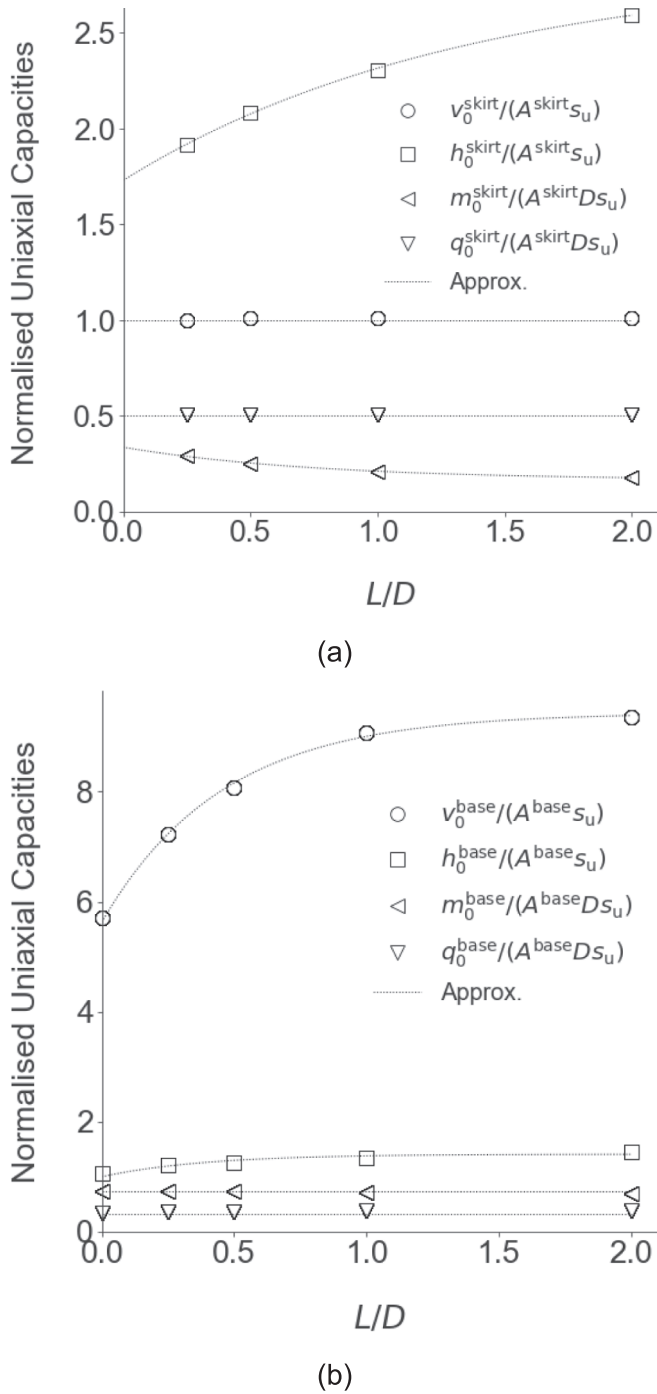 2.5
2.0
1.5
1.0
0.5
0.0
Normalised Uniaxial Capacities
v₀ˢᵏⁱʳᵗ/(Aˢᵏⁱʳᵗsᵤ)
h₀ˢᵏⁱʳᵗ/(Aˢᵏⁱʳᵗsᵤ)
m₀ˢᵏⁱʳᵗ/(AˢᵏⁱʳᵗDsᵤ)
q₀ˢᵏⁱʳᵗ/(AˢᵏⁱʳᵗDsᵤ)
Approx.
0.0 0.5 1.0 1.5 2.0
L/D
(a)
8
6
4
2
0
Normalised Uniaxial Capacities
v₀ᵇᵃˢᵉ/(Aᵇᵃˢᵉsᵤ)
h₀ᵇᵃˢᵉ/(Aᵇᵃˢᵉsᵤ)
m₀ᵇᵃˢᵉ/(AᵇᵃˢᵉDsᵤ)
q₀ᵇᵃˢᵉ/(AᵇᵃˢᵉDsᵤ)
Approx.
0.0 0.5 1.0 1.5 2.0
L/D
(b)